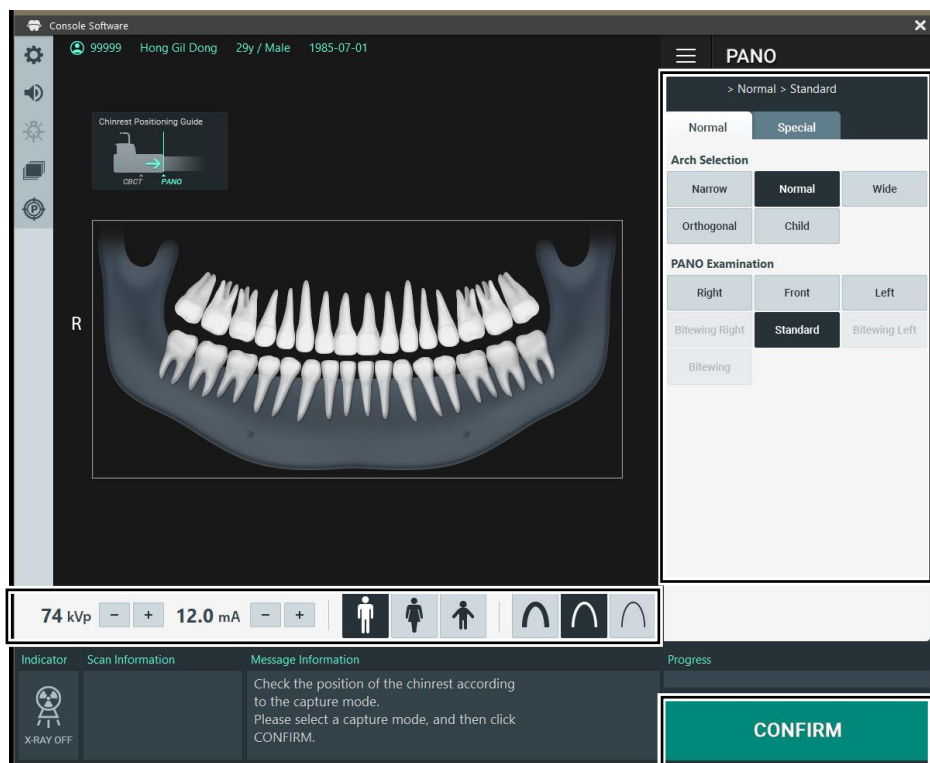 Console Software
99999 Hong Gil Dong 29y / Male 1985-07-01
PANO
> Normal > Standard
Normal Special
Chinrest Positioning Guide
CBCT PANO
Arch Selection
Narrow Normal Wide
Orthogonal Child
PANO Examination
Right Front Left
Bitewing Right Standard Bitewing Left
Bitewing
R
74 kVp - + 12.0 mA - +
Indicator Scan Information Message Information Progress
X-RAY OFF
Check the position of the chinrest according
to the capture mode.
Please select a capture mode, and then click
CONFIRM.
CONFIRM